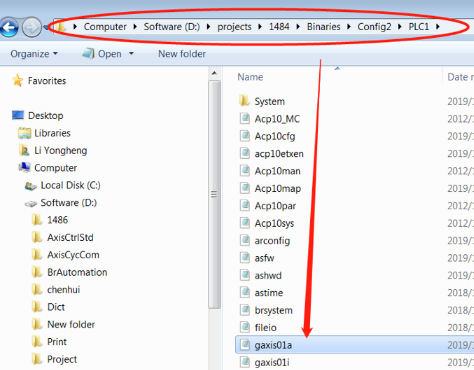 Computer Software (D:) projects 1484 Binaries Config2 PLC1
Organize Open New folder
Favorites
Desktop
Libraries
Li Yongheng
Computer
Local Disk (C:)
Software (D:)
1486
AxisCtrlStd
AxisCycCom
BrAutomation
chenhui
Dict
New folder
Print
Project
Name Date
System 2019/
Acp10_MC 2012/
Acp10cfg 2019/
acp10etxen 2012/
Acp10man 2012/
Acp10map 2019/
Acp10par 2012/
Acp10sys 2012/
arconfig 2019/
asfw 2019/
ashwd 2019/
astime 2018/
brsystem 2018/
fileio 2018/
gaxis01a 2019/
gaxis01i 2019/